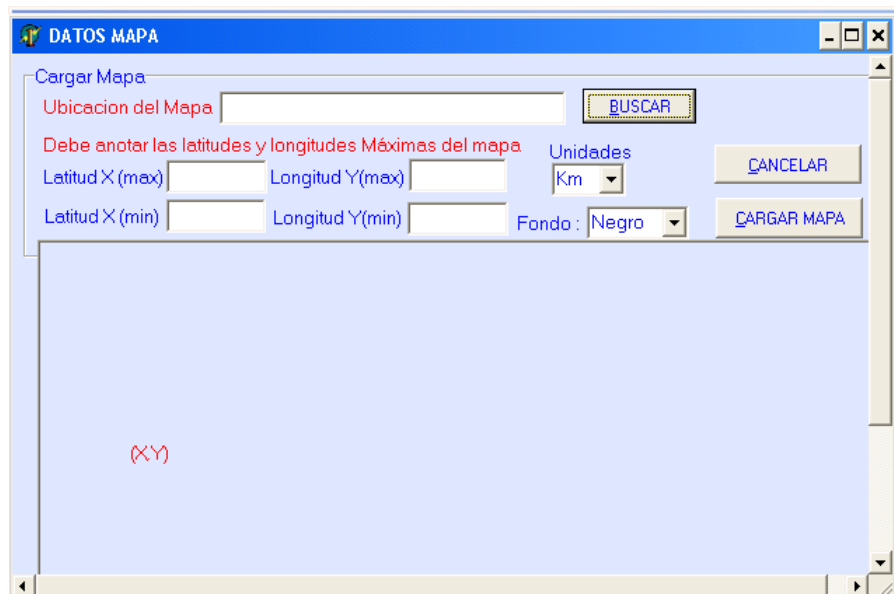 DATOS MAPA
Cargar Mapa
Ubicacion del Mapa BUSCAR
Debe anotar las latitudes y longitudes Máximas del mapa Unidades
Latitud X (max) Longitud Y(max) Km CANCELAR
Latitud X (min) Longitud Y(min) Fondo : Negro CARGAR MAPA
(X,Y)